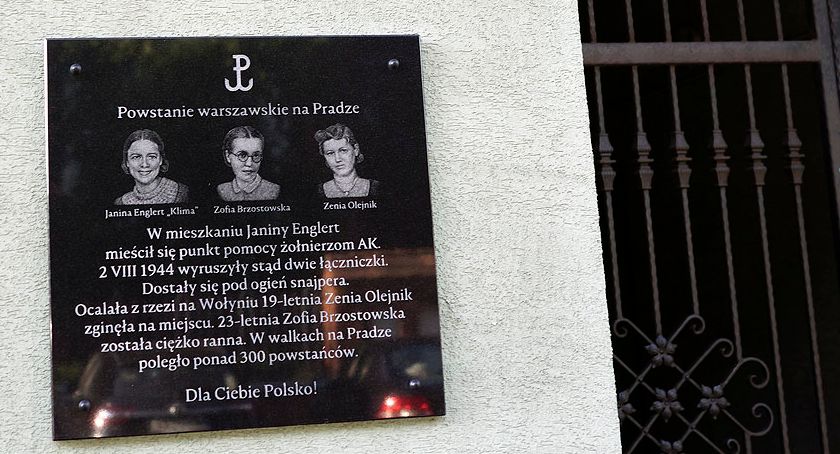 Powstanie warszawskie na Pradze
Janina Englert „Klima” Zofia Brzostowska Zenia Olejnik
W mieszkaniu Janiny Englert
mieścił się punkt pomocy żołnierzom AK.
2 VIII 1944 wyruszyły stąd dwie łączniczki.
Dostały się pod ogień snajpera.
Ocalała z rzezi na Wołyniu 19-letnia Zenia Olejnik
zginęła na miejscu. 23-letnia Zofia Brzostowska
została ciężko ranna. W walkach na Pradze
poległo ponad 300 powstańców.
Dla Ciebie Polsko!